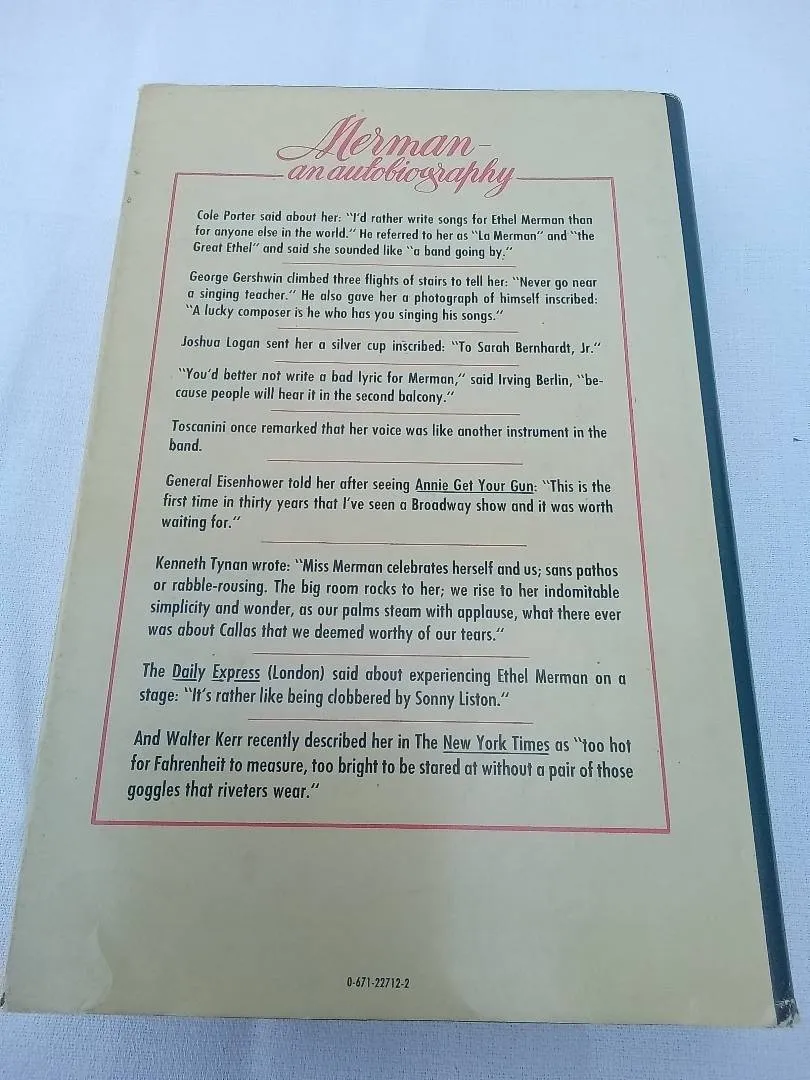 Merman-
an autobiography
Cole Porter said about her: "I'd rather write songs for Ethel Merman than
for anyone else in the world." He referred to her as "La Merman" and "the
Great Ethel" and said she sounded like "a band going by."
George Gershwin climbed three flights of stairs to tell her: "Never go near
a singing teacher." He also gave her a photograph of himself inscribed:
"A lucky composer is he who has you singing his songs."
Joshua Logan sent her a silver cup inscribed: "To Sarah Bernhardt, Jr."
"You'd better not write a bad lyric for Merman," said Irving Berlin, "be-
cause people will hear it in the second balcony."
Toscanini once remarked that her voice was like another instrument in the
band.
General Eisenhower told her after seeing Annie Get Your Gun: "This is the
first time in thirty years that I've seen a Broadway show and it was worth
waiting for."
Kenneth Tynan wrote: "Miss Merman celebrates herself and us; sans pathos
or rabble-rousing. The big room rocks to her; we rise to her indomitable
simplicity and wonder, as our palms steam with applause, what there ever
was about Callas that we deemed worthy of our tears."
The Daily Express (London) said about experiencing Ethel Merman on a
stage: "It's rather like being clobbered by Sonny Liston."
And Walter Kerr recently described her in The New York Times as "too hot
for Fahrenheit to measure, too bright to be stared at without a pair of those
goggles that riveters wear."
0-671-22712-2